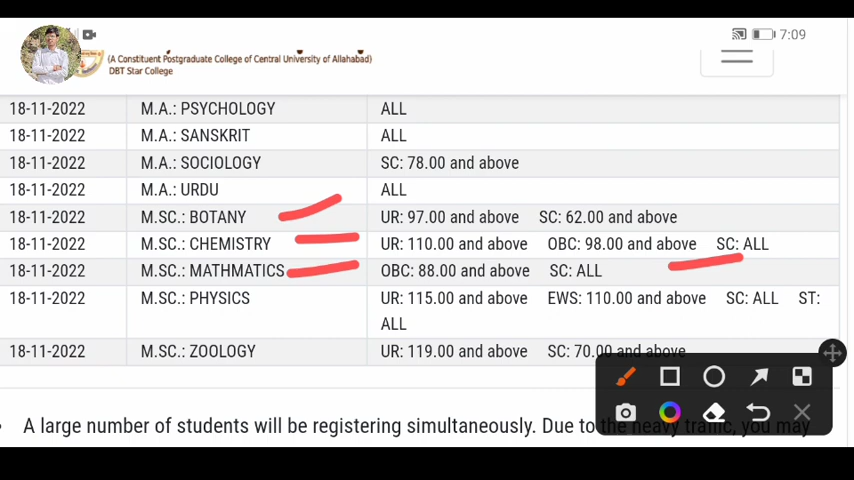 7:09
(A Constituent Postgraduate College of Central University of Allahabad)
DBT Star College
18-11-2022 M.A.: PSYCHOLOGY ALL
18-11-2022 M.A.: SANSKRIT ALL
18-11-2022 M.A.: SOCIOLOGY SC: 78.00 and above
18-11-2022 M.A.: URDU ALL
18-11-2022 M.SC.: BOTANY UR: 97.00 and above SC: 62.00 and above
18-11-2022 M.SC.: CHEMISTRY UR: 110.00 and above OBC: 98.00 and above SC: ALL
18-11-2022 M.SC.: MATHMATICS OBC: 88.00 and above SC: ALL
18-11-2022 M.SC.: PHYSICS UR: 115.00 and above EWS: 110.00 and above SC: ALL ST:
ALL
18-11-2022 M.SC.: ZOOLOGY UR: 119.00 and above SC: 70.00 and above
A large number of students will be registering simultaneously. Due to the heavy traffic, you may